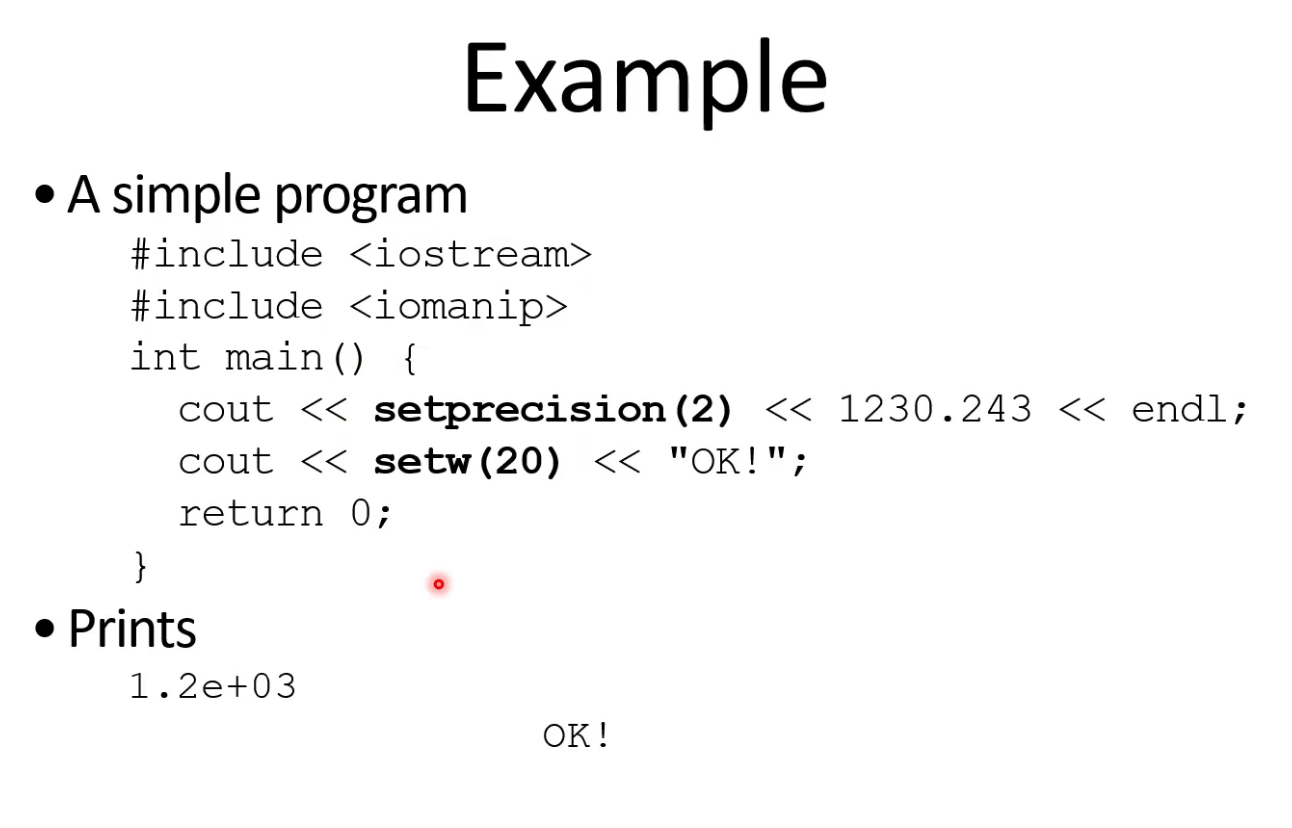 Example
• A simple program
#include <iostream>
#include <iomanip>
int main() {
cout << setprecision(2) << 1230.243 << endl;
cout << setw(20) << "OK!";
return 0;
}
• Prints
1.2e+03
OK!